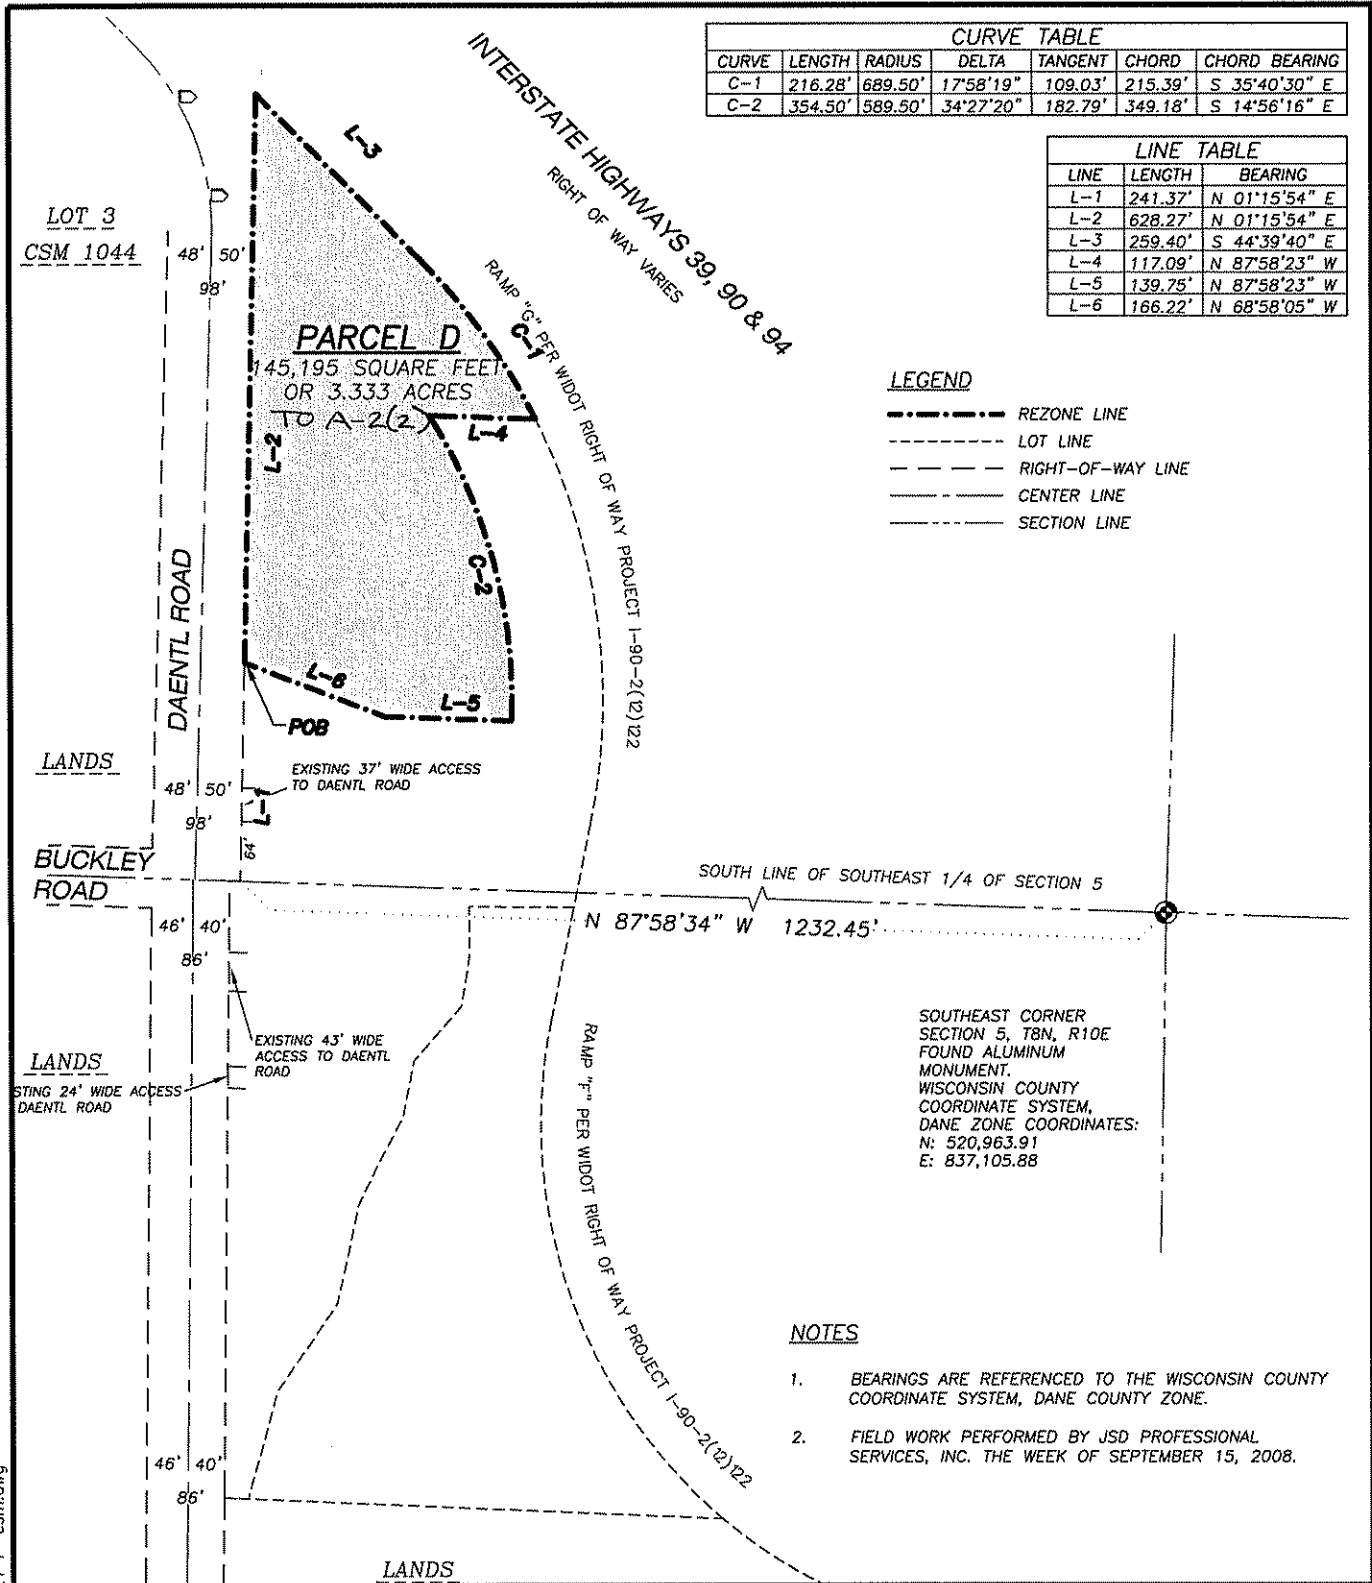 CURVE TABLE
CURVE LENGTH RADIUS DELTA TANGENT CHORD CHORD BEARING
C-1 216.28' 689.50' 17°58'19" 109.03' 215.39' S 35°40'30" E
C-2 354.50' 589.50' 34°27'20" 182.79' 349.18' S 14°56'16" E
LINE TABLE
LINE LENGTH BEARING
L-1 241.37' N 01°15'54" E
L-2 628.27' N 01°15'54" E
L-3 259.40' S 44°39'40" E
L-4 117.09' N 87°58'23" W
L-5 139.75' N 87°58'23" W
L-6 166.22' N 68°58'05" W
INTERSTATE HIGHWAYS 39, 90 & 94
RIGHT OF WAY VARIES
RAMP "G" PER WIDOT RIGHT OF WAY PROJECT I-90-2(12)122
L-3
C-1
LOT 3
CSM 1044
48' 50'
98'
PARCEL D
145,195 SQUARE FEET
OR 3.333 ACRES
TO A-2(2)
L-4
L-2
C-2
L-6
L-5
POB
DAENTL ROAD
LEGEND
REZONE LINE
LOT LINE
RIGHT-OF-WAY LINE
CENTER LINE
SECTION LINE
LANDS
EXISTING 37' WIDE ACCESS
TO DAENTL ROAD
48' 50'
98'
L-1
64'
BUCKLEY
ROAD
SOUTH LINE OF SOUTHEAST 1/4 OF SECTION 5
N 87°58'34" W 1232.45'
46' 40'
86'
EXISTING 43' WIDE
ACCESS TO DAENTL
ROAD
LANDS
STING 24' WIDE ACCESS
DAENTL ROAD
RAMP "F" PER WIDOT RIGHT OF WAY PROJECT I-90-2(12)122
SOUTHEAST CORNER
SECTION 5, T8N, R10E
FOUND ALUMINUM
MONUMENT.
WISCONSIN COUNTY
COORDINATE SYSTEM,
DANE ZONE COORDINATES:
N: 520,963.91
E: 837,105.88
NOTES
1. BEARINGS ARE REFERENCED TO THE WISCONSIN COUNTY
COORDINATE SYSTEM, DANE COUNTY ZONE.
2. FIELD WORK PERFORMED BY JSD PROFESSIONAL
SERVICES, INC. THE WEEK OF SEPTEMBER 15, 2008.
46' 40'
86'
LANDS